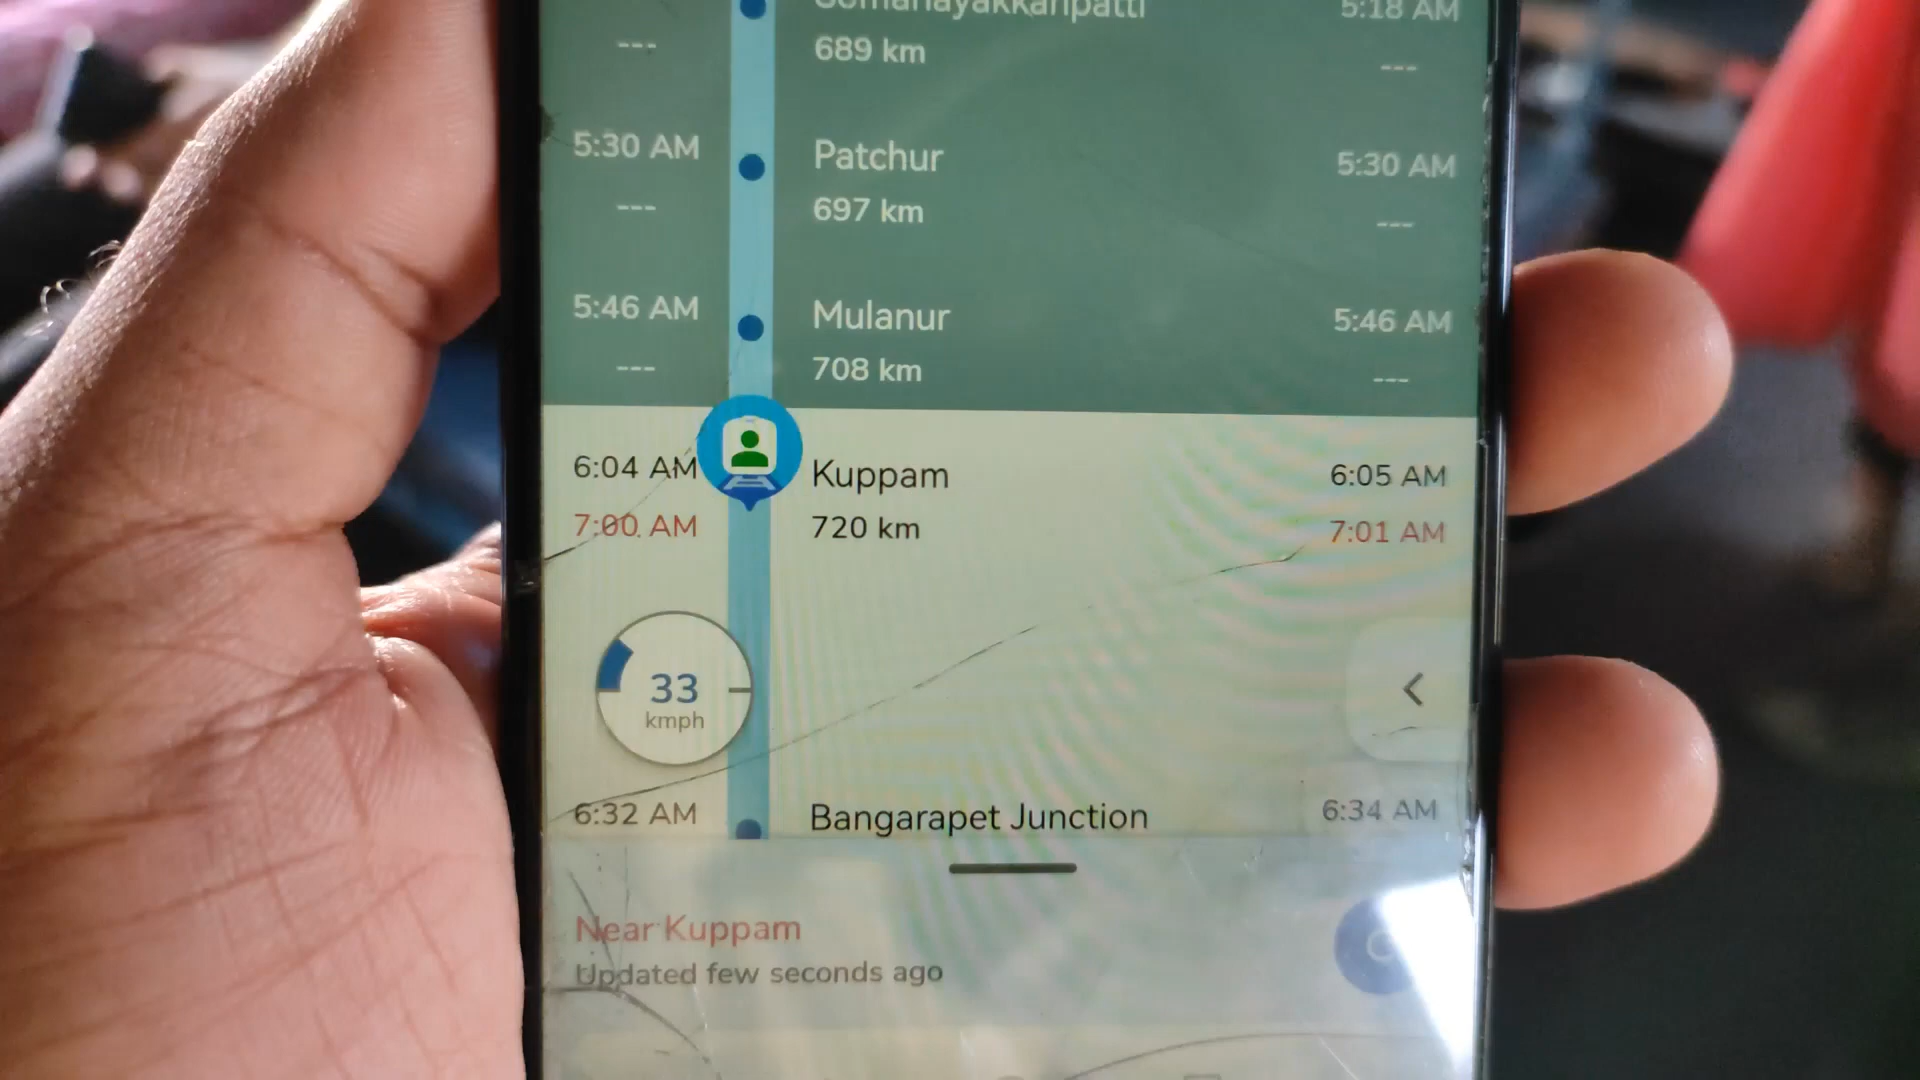 Somanayakkanpatti 5:18 AM
--- 689 km ---
5:30 AM Patchur 5:30 AM
--- 697 km ---
5:46 AM Mulanur 5:46 AM
--- 708 km ---
6:04 AM Kuppam 6:05 AM
7:00 AM 720 km 7:01 AM
33
kmph
6:32 AM Bangarapet Junction 6:34 AM
Near Kuppam
Updated few seconds ago